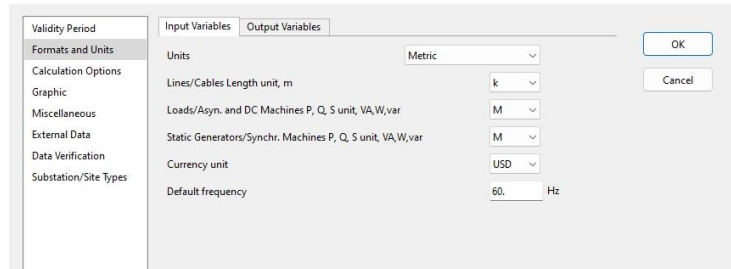 Validity Period
Formats and Units
Calculation Options
Graphic
Miscellaneous
External Data
Data Verification
Substation/Site Types
Input Variables Output Variables
Units Metric
Lines/Cables Length unit, m k
Loads/Asyn. and DC Machines P, Q, S unit, VA,W,var M
Static Generators/Synchr. Machines P, Q, S unit, VA,W,var M
Currency unit USD
Default frequency 60. Hz
OK
Cancel